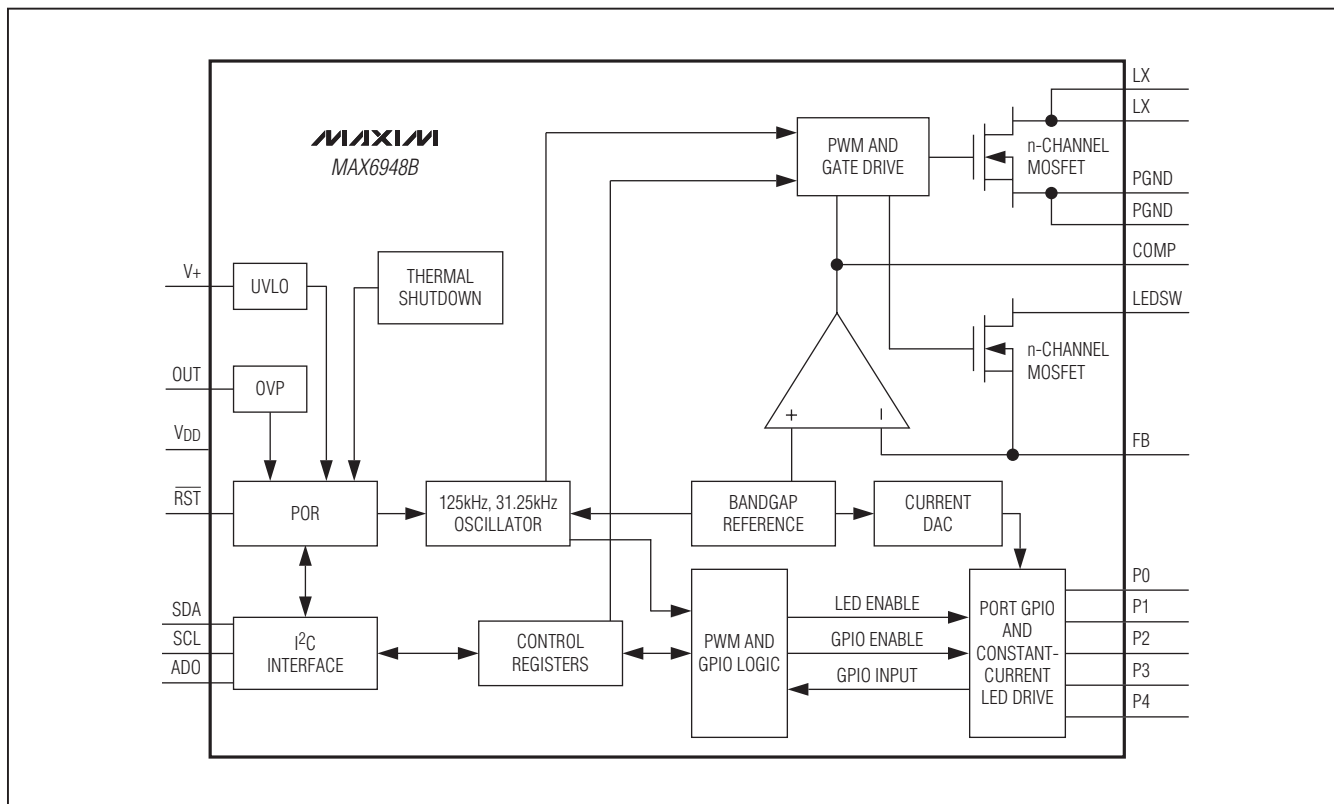 MAXIM
MAX6948B
LX
LX
PGND
PGND
COMP
LEDSW
FB
P0
P1
P2
P3
P4
V+
OUT
VDD
RST
SDA
SCL
ADO
UVLO
THERMAL
SHUTDOWN
OVP
POR
I2C
INTERFACE
125kHz, 31.25kHz
OSCILLATOR
CONTROL
REGISTERS
PWM AND
GATE DRIVE
n-CHANNEL
MOSFET
n-CHANNEL
MOSFET
+
–
BANDGAP
REFERENCE
CURRENT
DAC
PWM AND
GPIO LOGIC
LED ENABLE
GPIO ENABLE
GPIO INPUT
PORT GPIO
AND
CONSTANT-
CURRENT
LED DRIVE